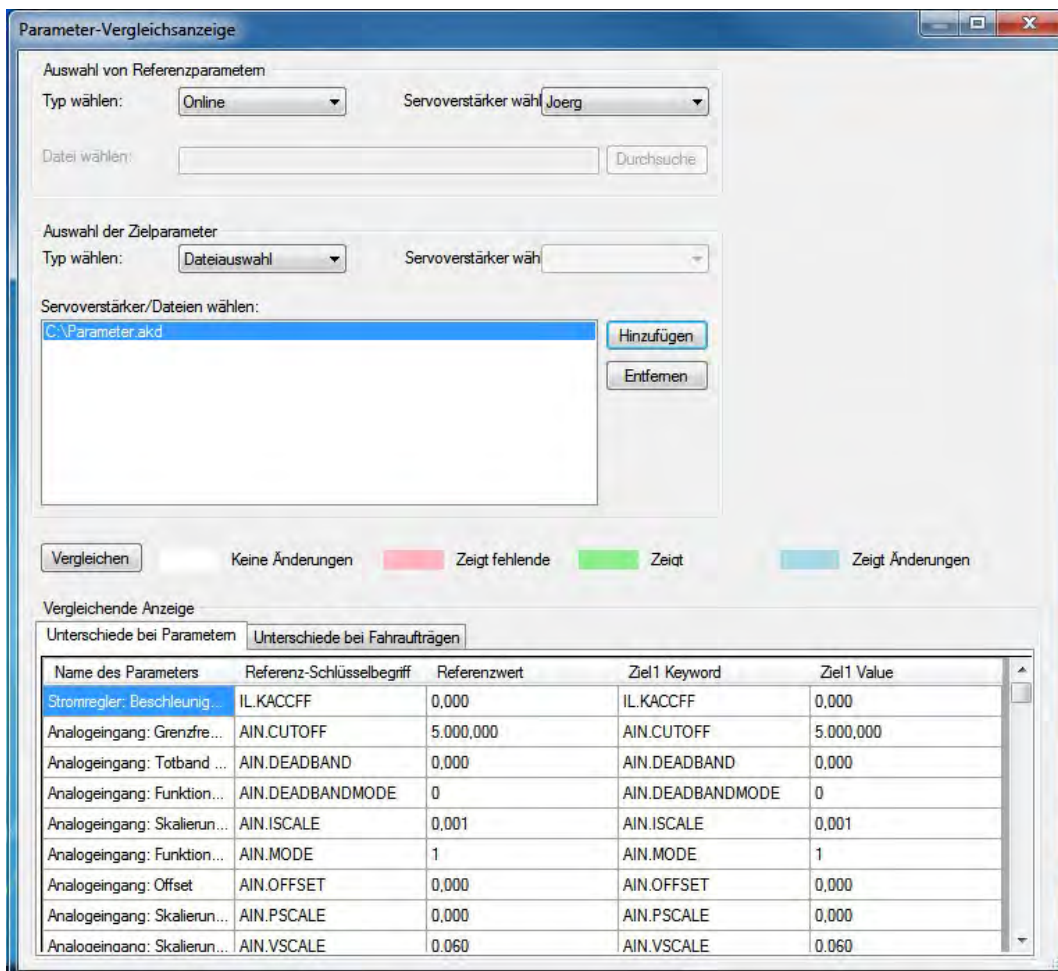 Parameter-Vergleichsanzeige
Auswahl von Referenzparametern
Typ wählen: Online Servoverstärker wähl Joerg
Datei wählen: Durchsuche
Auswahl der Zielparameter
Typ wählen: Dateiauswahl Servoverstärker wäh
Servoverstärker/Dateien wählen:
C:\Parameter.akd
Hinzufügen
Entfernen
Vergleichen Keine Änderungen Zeigt fehlende Zeigt Zeigt Änderungen
Vergleichende Anzeige
Unterschiede bei Parametern Unterschiede bei Fahraufträgen
Name des Parameters Referenz-Schlüsselbegriff Referenzwert Ziel1 Keyword Ziel1 Value
Stromregler: Beschleunig... IL.KACCFF 0,000 IL.KACCFF 0,000
Analogeingang: Grenzfre... AIN.CUTOFF 5.000,000 AIN.CUTOFF 5.000,000
Analogeingang: Totband ... AIN.DEADBAND 0,000 AIN.DEADBAND 0,000
Analogeingang: Funktion... AIN.DEADBANDMODE 0 AIN.DEADBANDMODE 0
Analogeingang: Skalierun... AIN.ISCALE 0,001 AIN.ISCALE 0,001
Analogeingang: Funktion... AIN.MODE 1 AIN.MODE 1
Analogeingang: Offset AIN.OFFSET 0,000 AIN.OFFSET 0,000
Analogeingang: Skalierun... AIN.PSCALE 0,000 AIN.PSCALE 0,000
Analogeingang: Skalierun... AIN.VSCALE 0,060 AIN.VSCALE 0,060